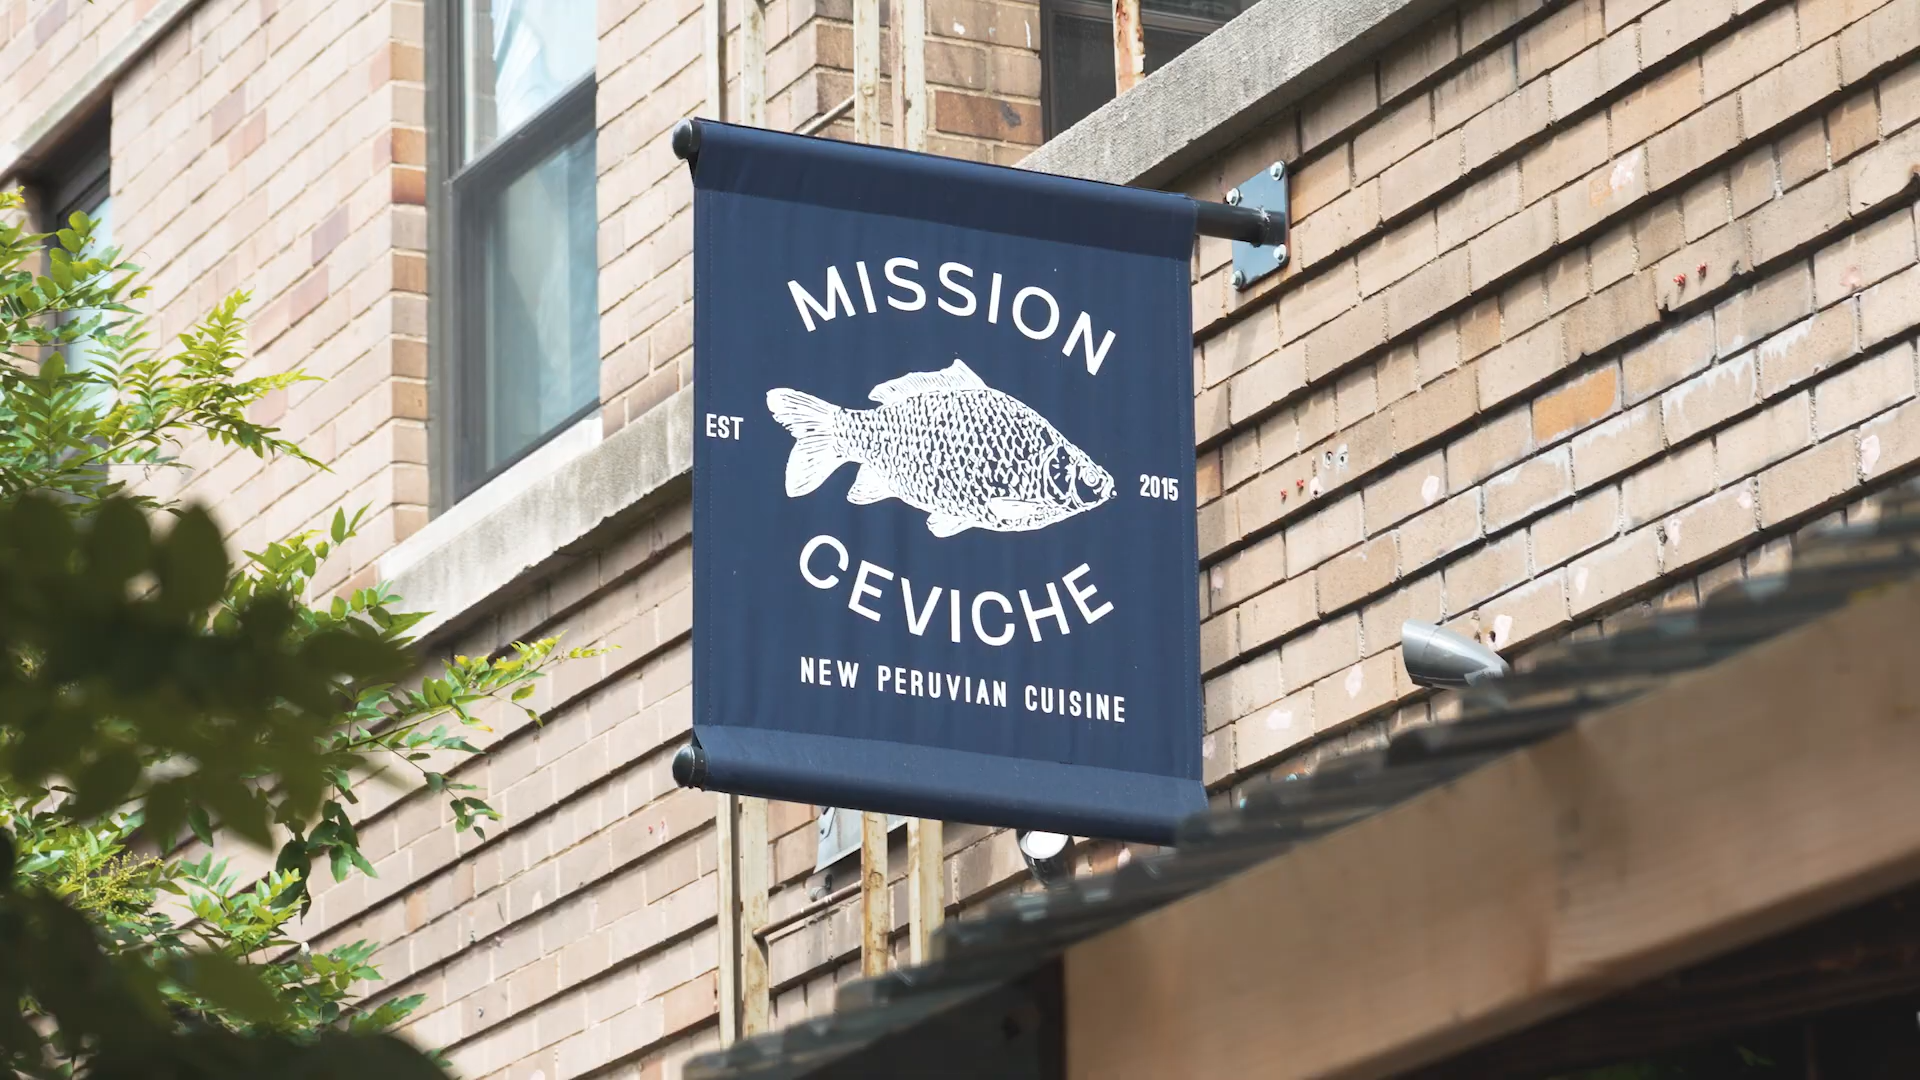 MISSION
EST
2015
CEVICHE
NEW PERUVIAN CUISINE